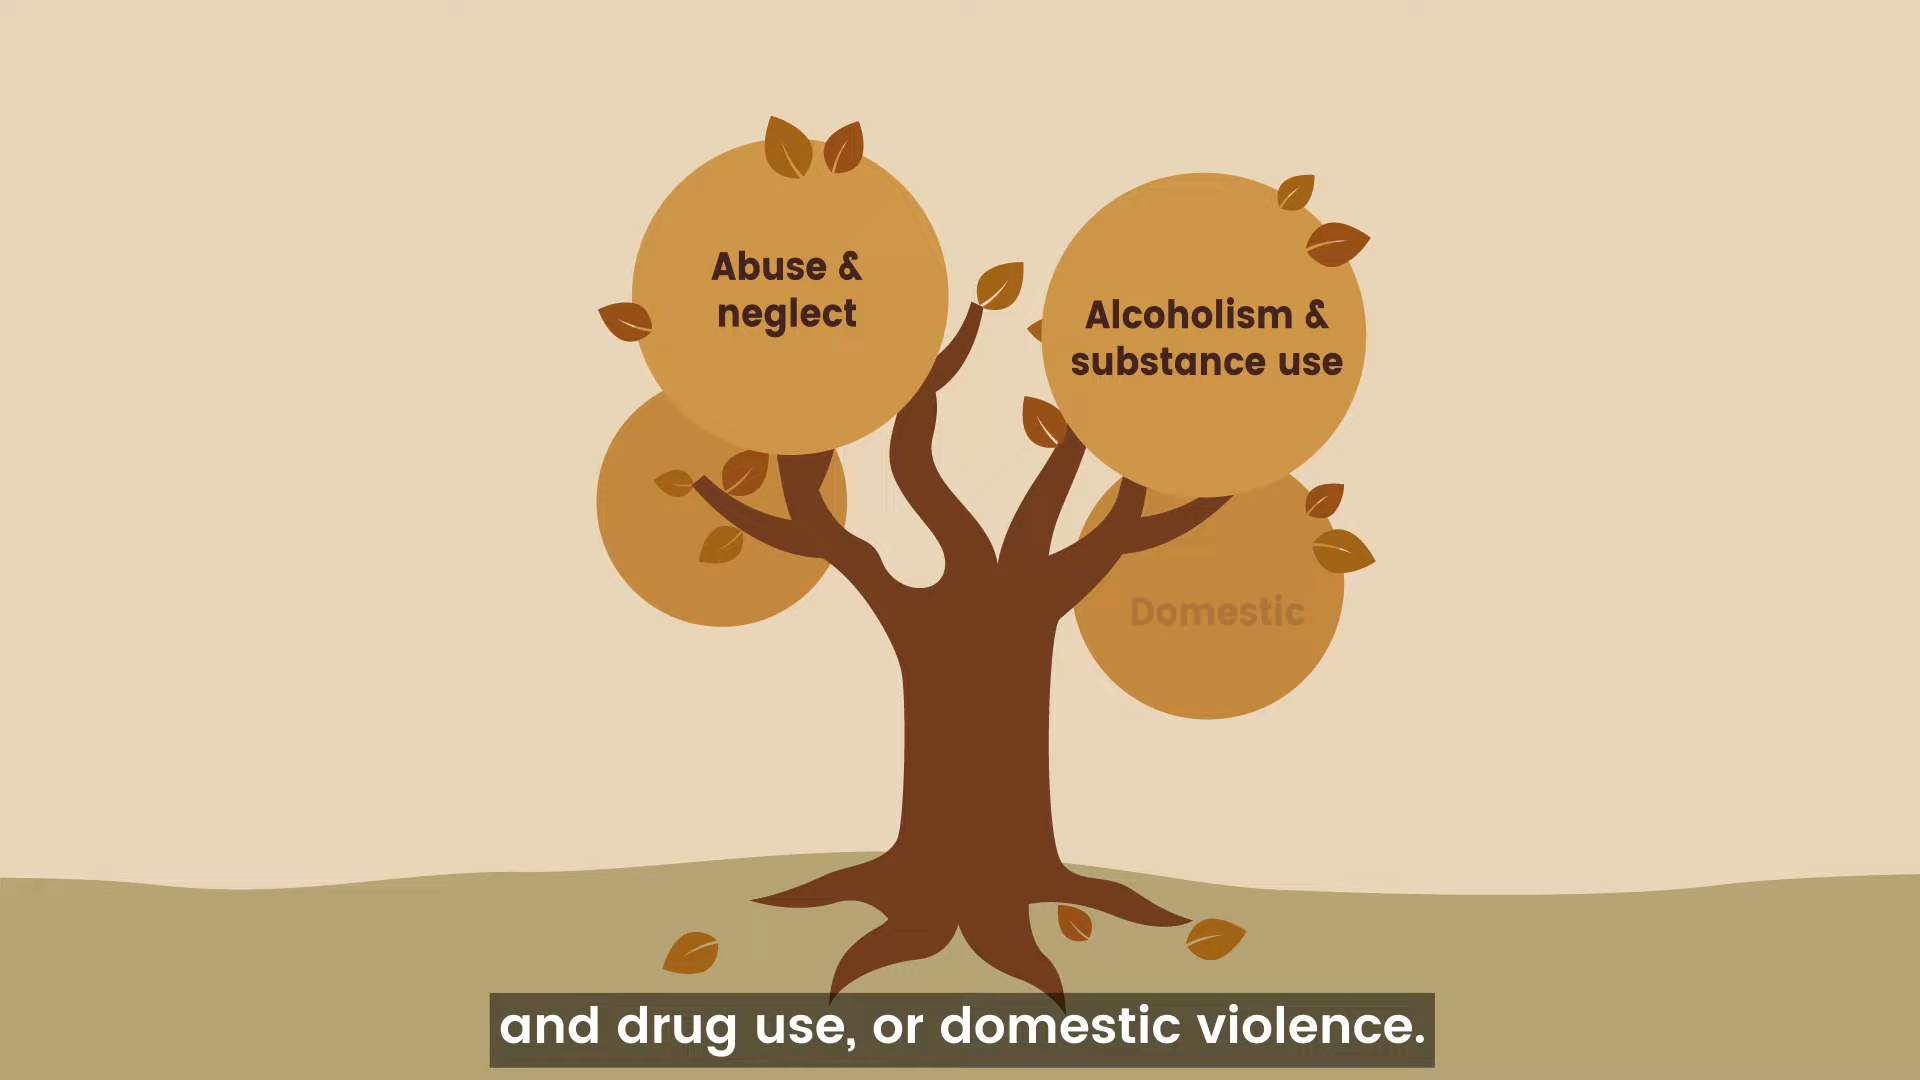 Abuse &
neglect
Alcoholism &
substance use
Domestic
and drug use, or domestic violence.